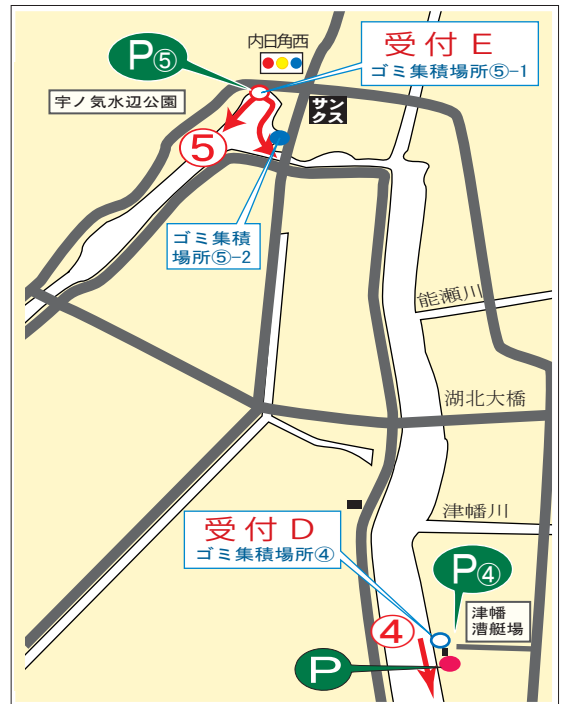 P⑤
内日角西
受付E
ゴミ集積場所⑤-1
宇ノ気水辺公園
サン
クス
⑤
ゴミ集積
場所⑤-2
能瀬川
湖北大橋
津幡川
受付D
ゴミ集積場所④
P④
津幡
漕艇場
④
P